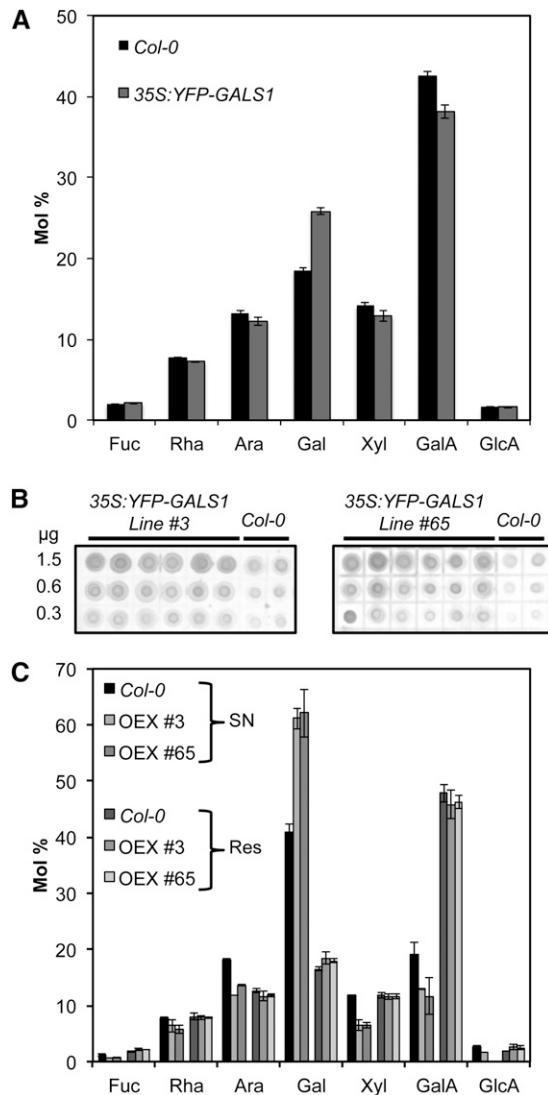 A
50
40
30
20
10
0
Mol %
Col-0
35S:YFP-GALS1
Fuc Rha Ara Gal Xyl GalA GlcA
B
35S:YFP-GALS1
Line #3
Col-0
35S:YFP-GALS1
Line #65
Col-0
µg
1.5
0.6
0.3
C
70
60
50
40
30
20
10
0
Mol %
Col-0
OEX #3
OEX #65
SN
Col-0
OEX #3
OEX #65
Res
Fuc Rha Ara Gal Xyl GalA GlcA